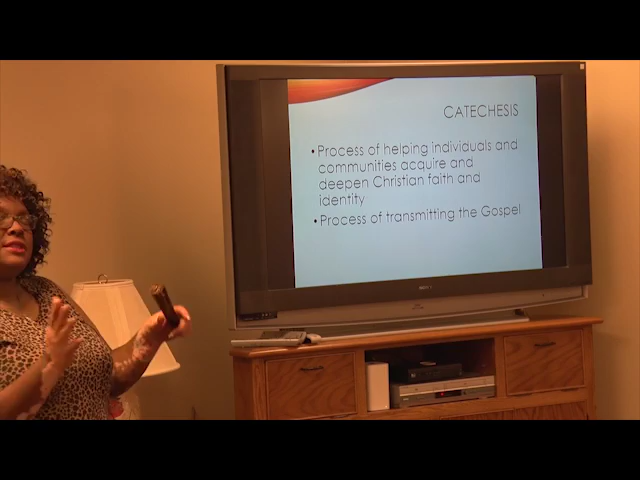 CATECHESIS
• Process of helping individuals and
communities acquire and
deepen Christian faith and
identity
• Process of transmitting the Gospel
SONY